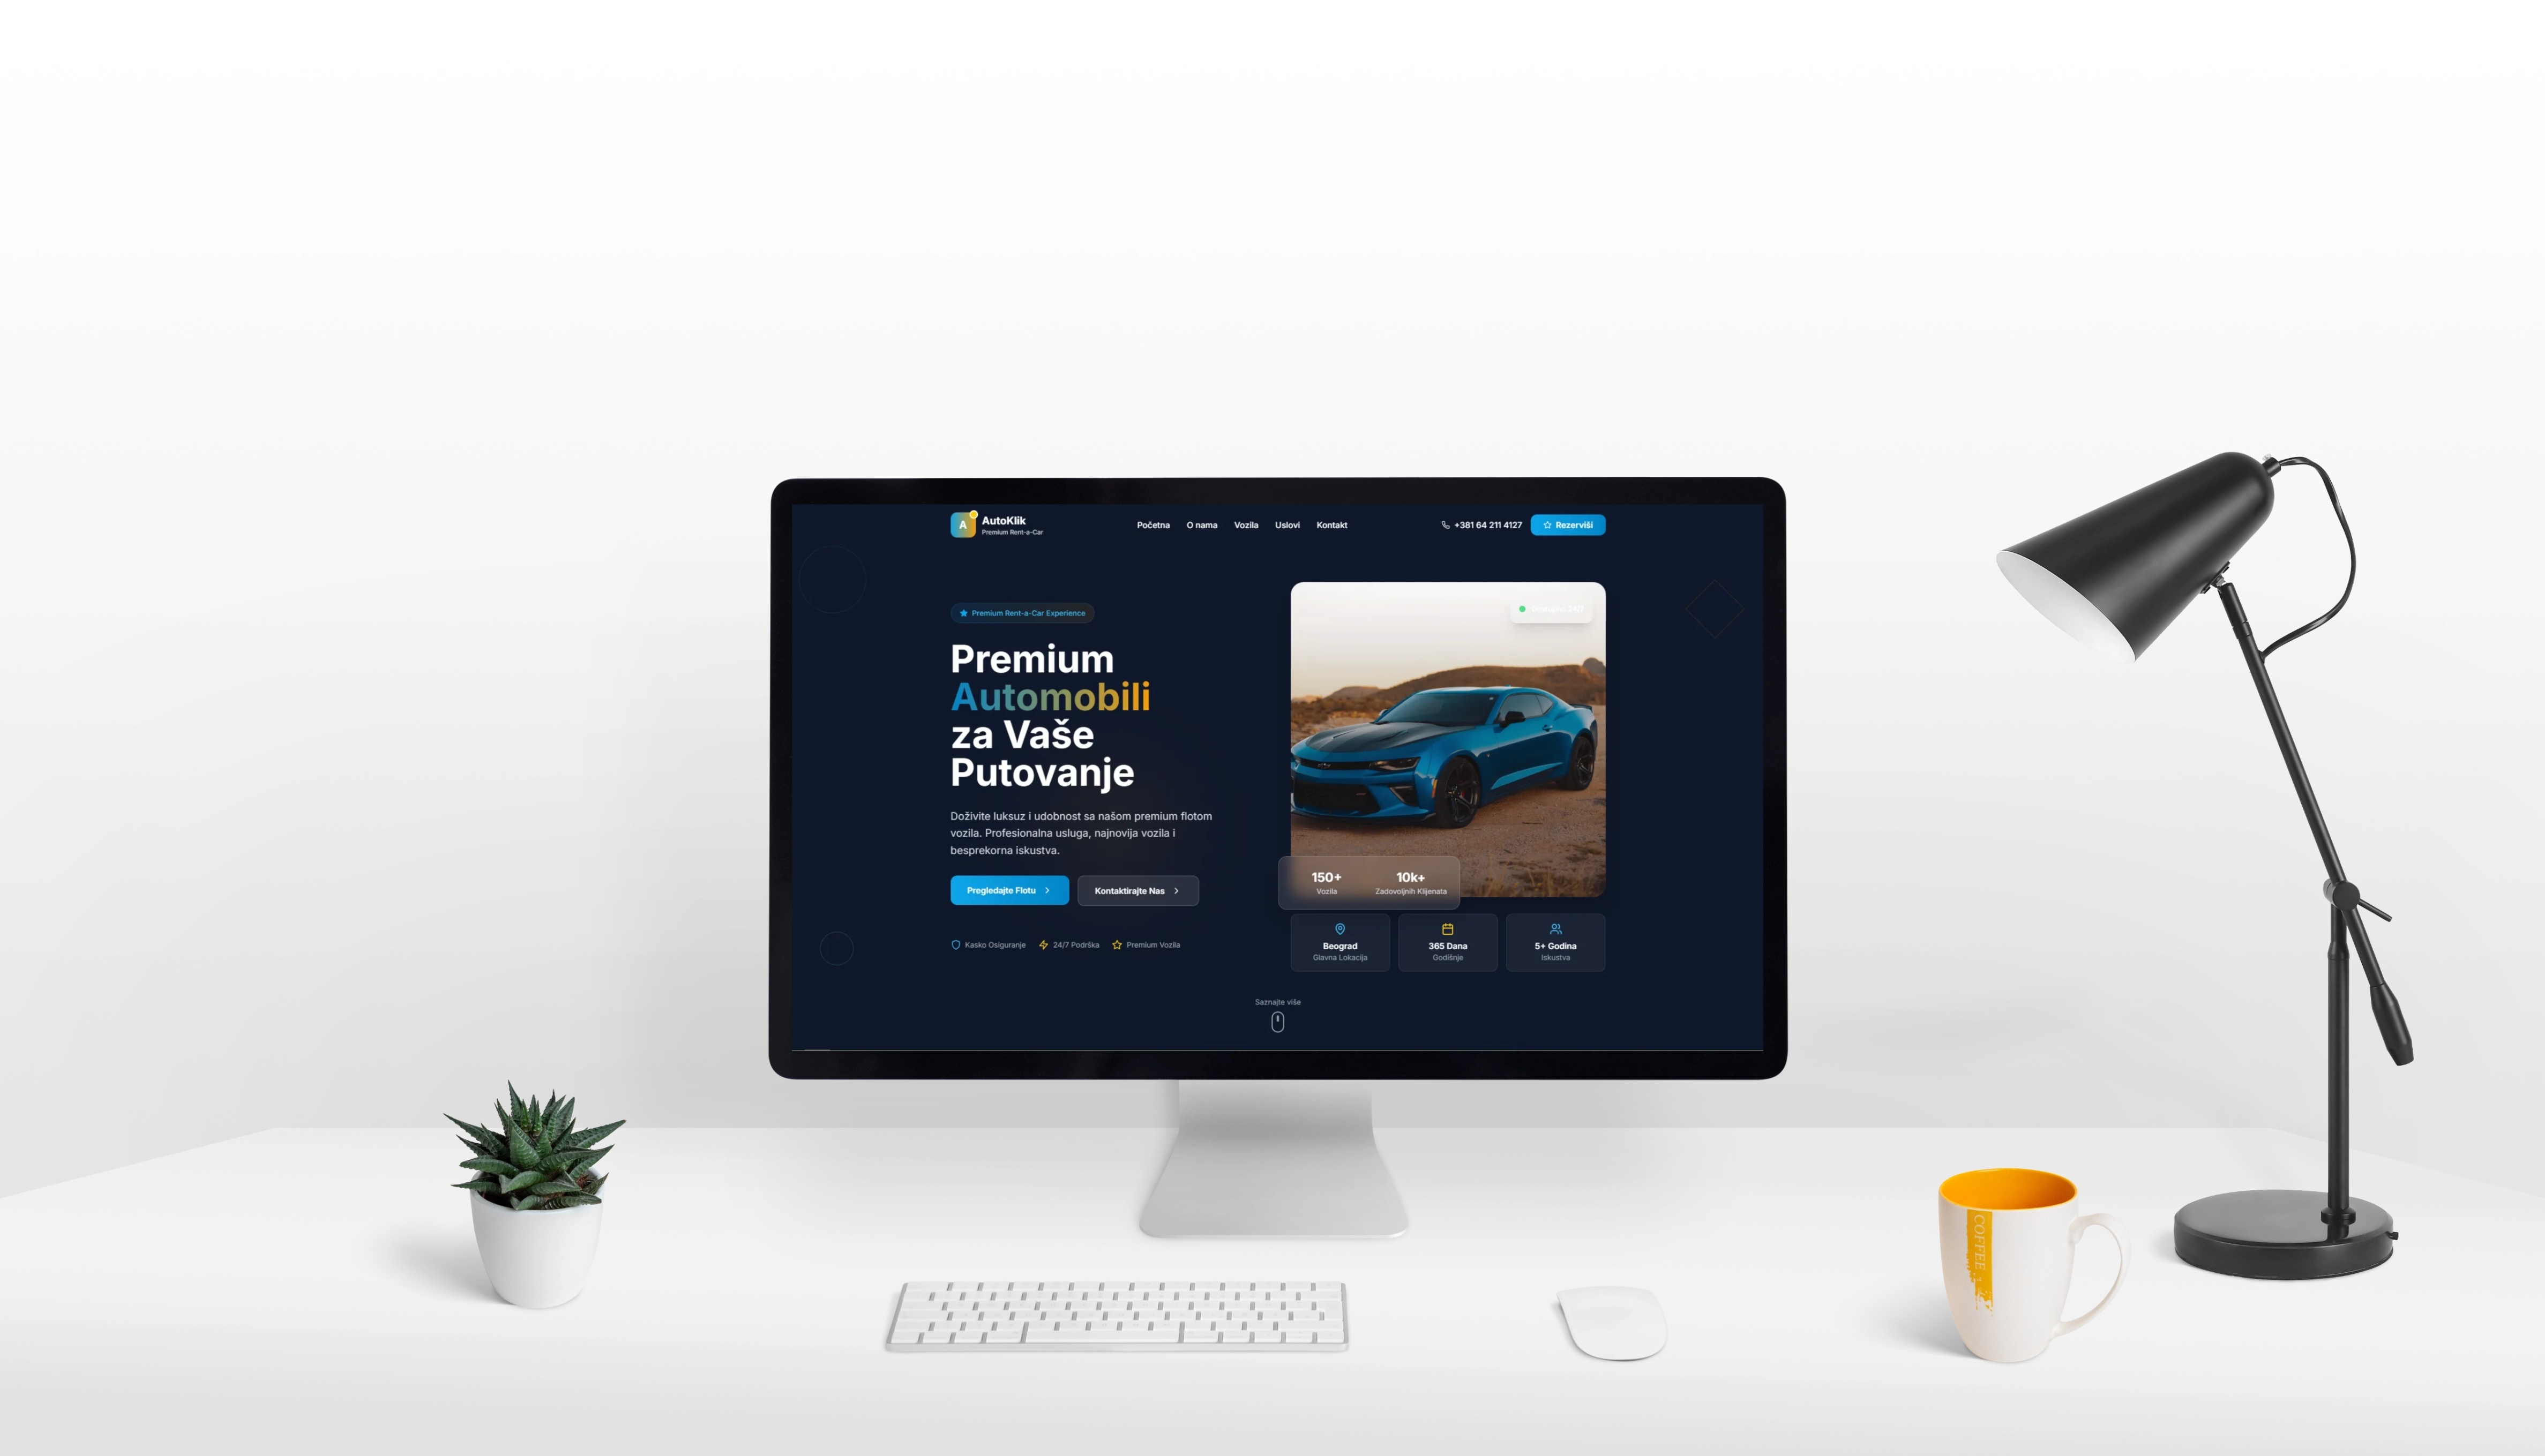 A
AutoKlik
Premium Rent-a-Car
Početna
O nama
Vozila
Uslovi
Kontakt
+381 64 211 4127
Rezerviši
Premium Rent-a-Car Experience
Premium
Automobili
za Vaše
Putovanje
Doživite luksuz i udobnost sa našom premium flotom
vozila. Profesionalna usluga, najnovija vozila i
besprekorna iskustva.
Pregledajte Flotu
Kontaktirajte Nas
Kasko Osiguranje
24/7 Podrška
Premium Vozila
24/7
150+
Vozila
10k+
Zadovoljnih Klijenata
Beograd
Glavna Lokacija
365 Dana
Godišnje
5+ Godina
Iskustva
Saznajte više
COFFEE